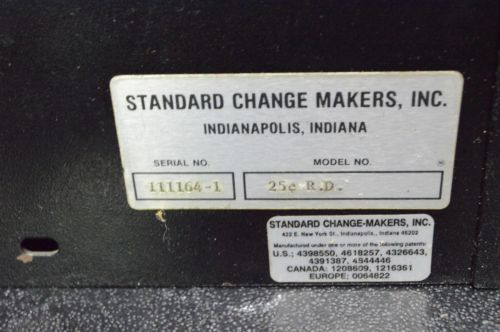 STANDARD CHANGE MAKERS, INC.
INDIANAPOLIS, INDIANA
SERIAL NO. MODEL NO.
111164-1 25¢ R.D.
STANDARD CHANGE-MAKERS, INC.
422 E. New York St., Indianapolis, Indiana 46202
Manufactured under one or more of the following patents:
U.S.; 4398550, 4618257, 4326643,
4391387, 4844446
CANADA: 1208609, 1216361
EUROPE; 0064822